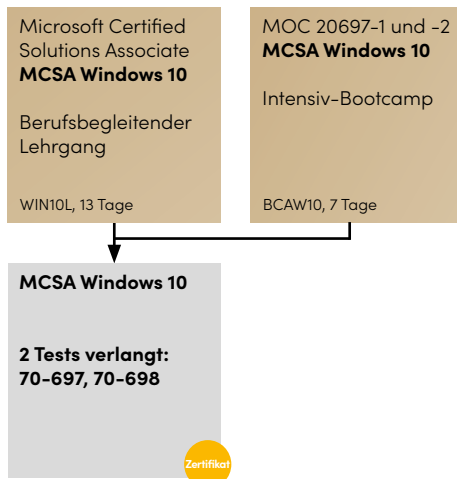 Microsoft Certified
Solutions Associate
MCSA Windows 10
Berufsbegleitender
Lehrgang
WIN10L, 13 Tage
MOC 20697-1 und -2
MCSA Windows 10
Intensiv-Bootcamp
BCAW10, 7 Tage
MCSA Windows 10
2 Tests verlangt:
70-697, 70-698
Zertifikat